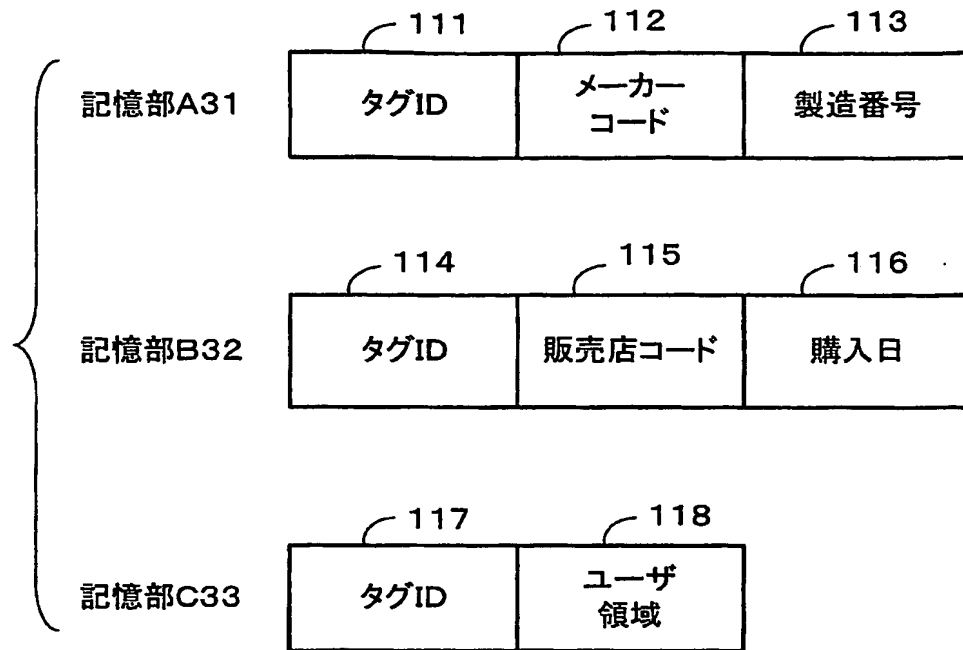 111 112 113
記憶部A31 タグID メーカーコード 製造番号
114 115 116
記憶部B32 タグID 販売店コード 購入日
117 118
記憶部C33 タグID ユーザ領域